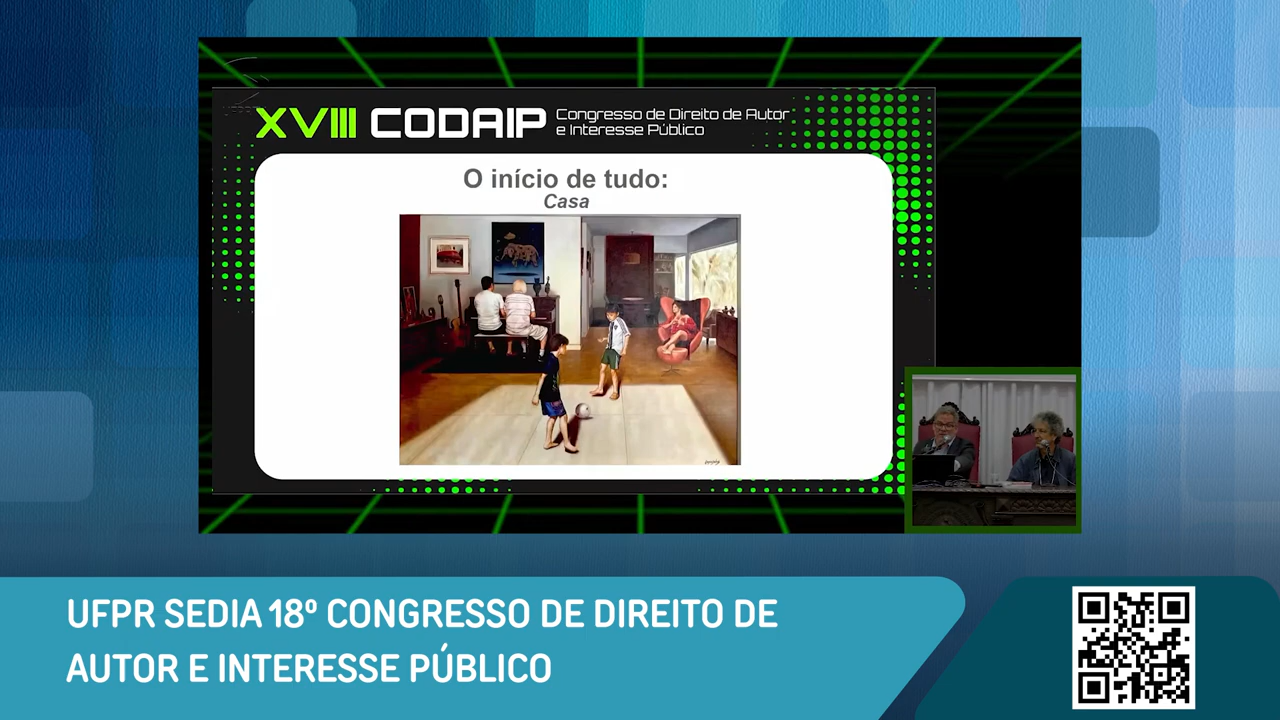 XVIII CODAIP Congresso de Direito de Autor
e Interesse Público
O início de tudo:
Casa
UFPR SEDIA 18º CONGRESSO DE DIREITO DE
AUTOR E INTERESSE PÚBLICO